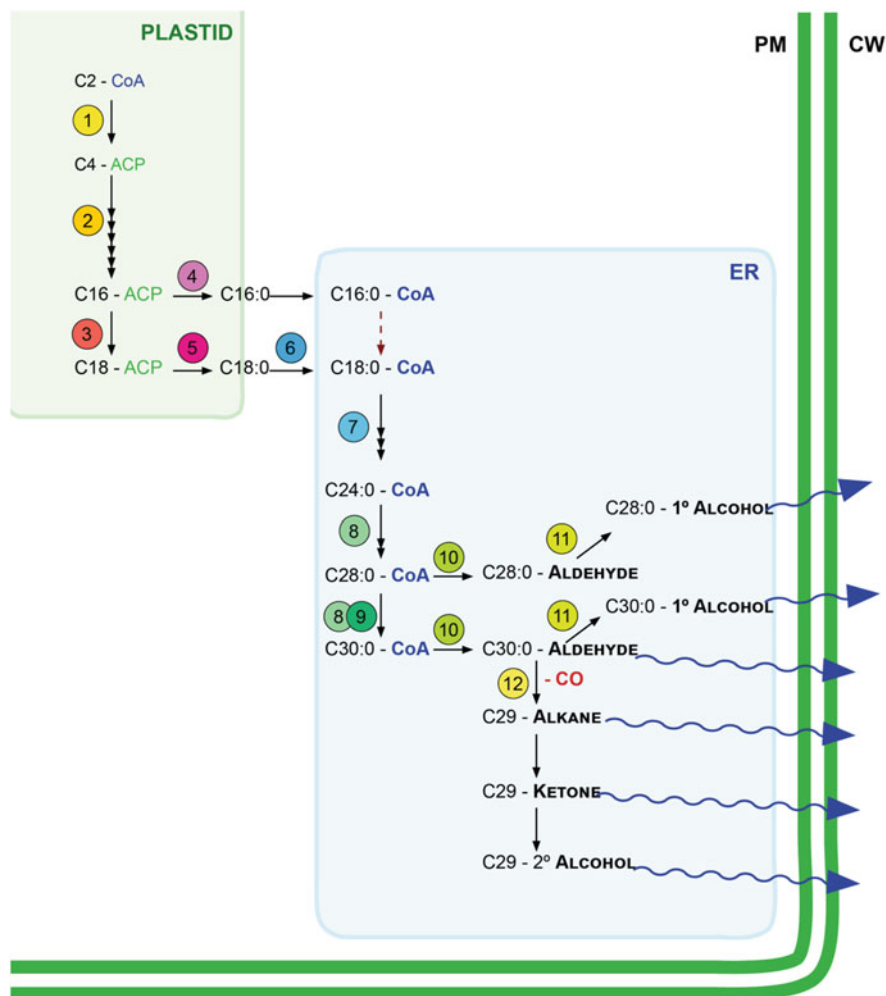 PLASTID
PM CW
C2 - CoA
1
C4 - ACP
2
ER
4
C16 - ACP C16:0 C16:0 - CoA
3 5 6
C18 - ACP C18:0 C18:0 - CoA
7
C24:0 - CoA
C28:0 - 1º ALCOHOL
8 10 11
C28:0 - CoA C28:0 - ALDEHYDE
C30:0 - 1º ALCOHOL
8 9 10 11
C30:0 - CoA C30:0 - ALDEHYDE
12 - CO
C29 - ALKANE
C29 - KETONE
C29 - 2º ALCOHOL